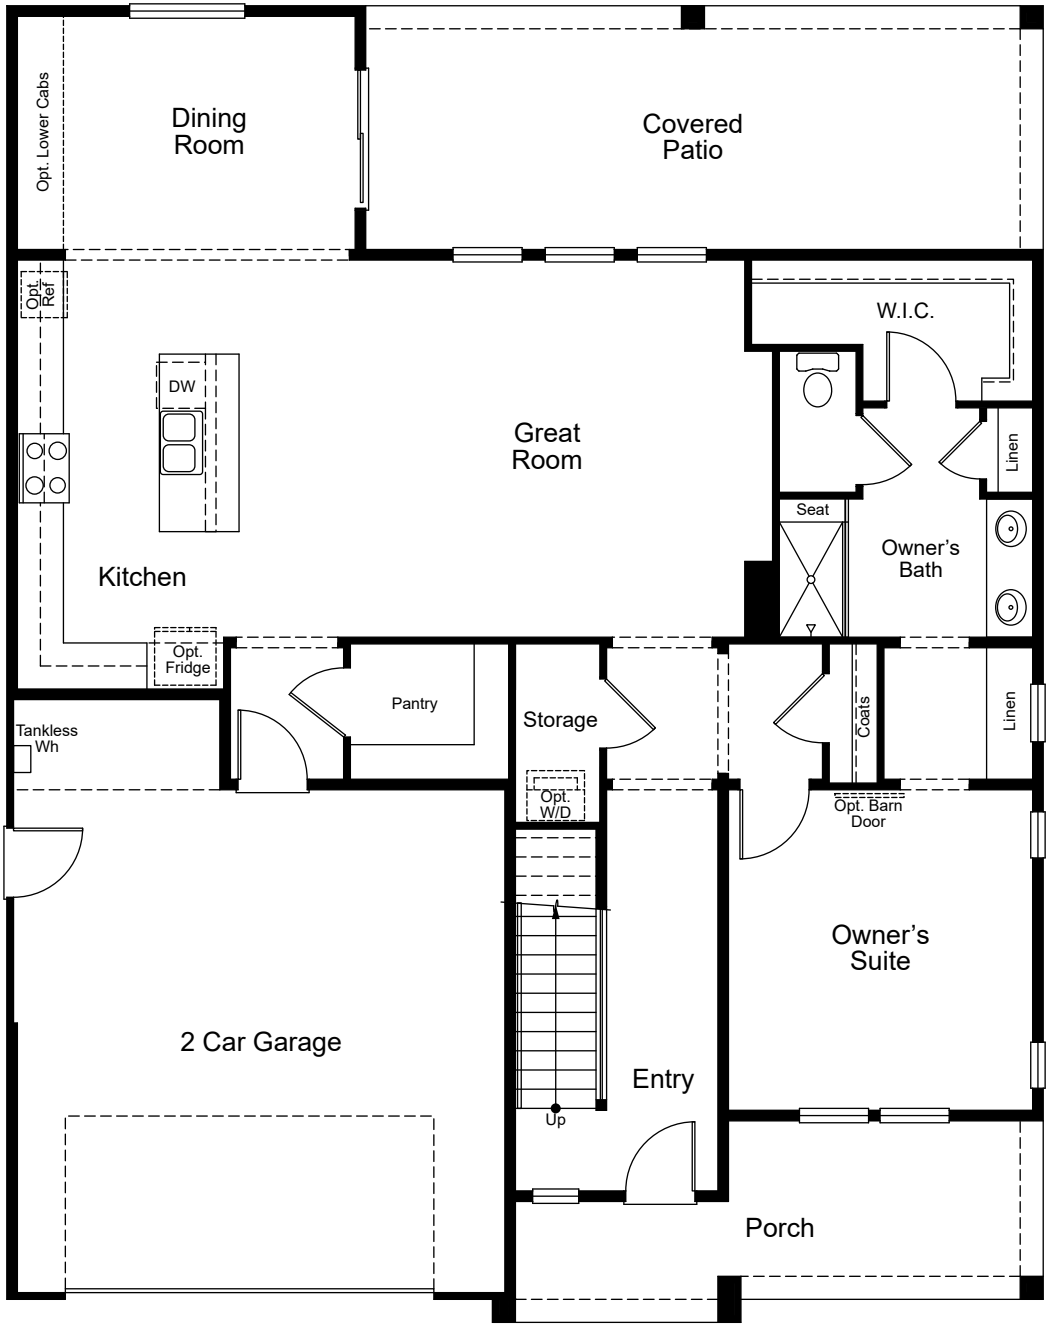 Opt. Lower Cabs
Dining
Room
Covered
Patio
Opt.
Ref
W.I.C.
DW
Great
Room
Linen
Seat
Owner's
Bath
Kitchen
Opt.
Fridge
Pantry
Storage
Coats
Linen
Tankless
Wh
Opt.
W/D
Opt. Barn
Door
Owner's
Suite
2 Car Garage
Entry
Up
Porch